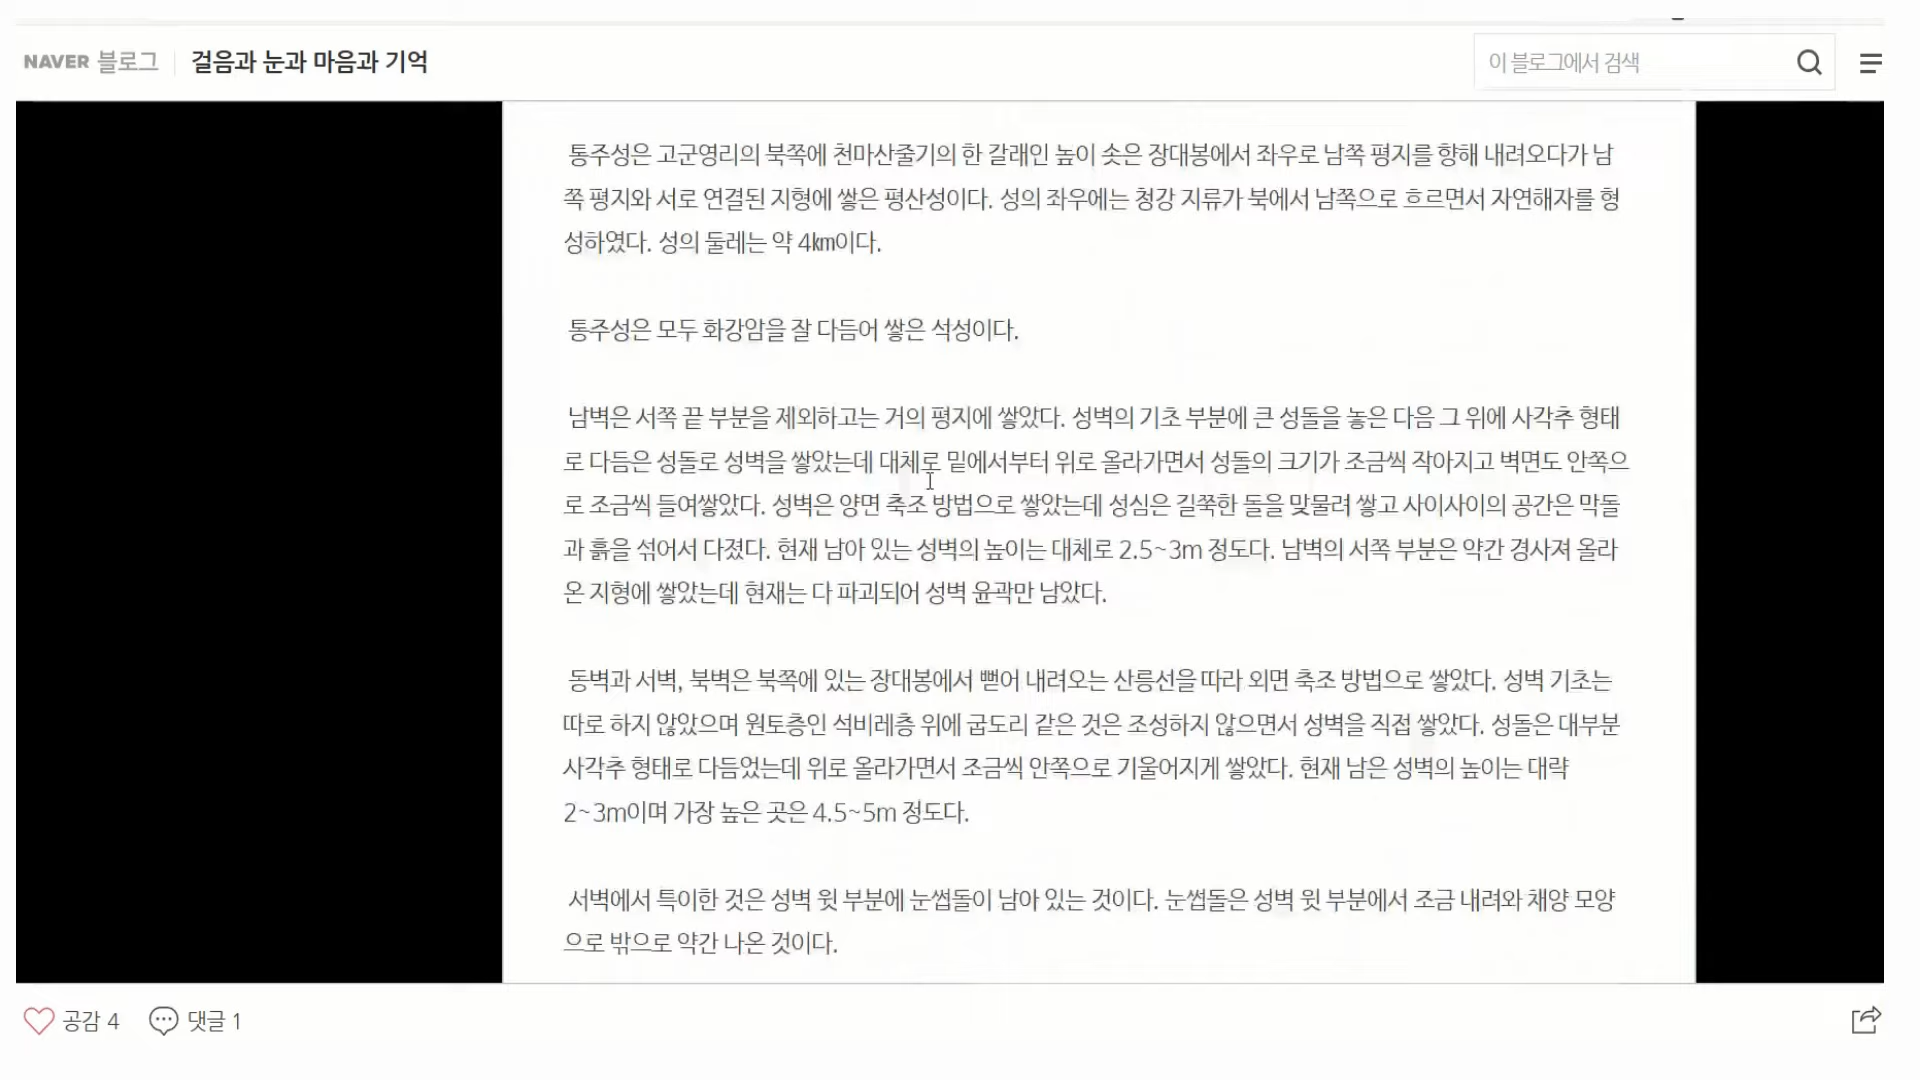 NAVER 블로그 걸음과 눈과 마음과 기억
이 블로그에서 검색
통주성은 고군영리의 북쪽에 천마산줄기의 한 갈래인 높이 솟은 장대봉에서 좌우로 남쪽 평지를 향해 내려오다가 남
쪽 평지와 서로 연결된 지형에 쌓은 평산성이다. 성의 좌우에는 청강 지류가 북에서 남쪽으로 흐르면서 자연해자를 형
성하였다. 성의 둘레는 약 4㎞이다.
통주성은 모두 화강암을 잘 다듬어 쌓은 석성이다.
남벽은 서쪽 끝 부분을 제외하고는 거의 평지에 쌓았다. 성벽의 기초 부분에 큰 성돌을 놓은 다음 그 위에 사각추 형태
로 다듬은 성돌로 성벽을 쌓았는데 대체로 밑에서부터 위로 올라가면서 성돌의 크기가 조금씩 작아지고 벽면도 안쪽으
로 조금씩 들여쌓았다. 성벽은 양면 축조 방법으로 쌓았는데 성심은 길쭉한 돌을 맞물려 쌓고 사이사이의 공간은 막돌
과 흙을 섞어서 다졌다. 현재 남아 있는 성벽의 높이는 대체로 2.5~3m 정도다. 남벽의 서쪽 부분은 약간 경사져 올라
온 지형에 쌓았는데 현재는 다 파괴되어 성벽 윤곽만 남았다.
동벽과 서벽, 북벽은 북쪽에 있는 장대봉에서 뻗어 내려오는 산릉선을 따라 외면 축조 방법으로 쌓았다. 성벽 기초는
따로 하지 않았으며 원토층인 석비레층 위에 굽도리 같은 것은 조성하지 않으면서 성벽을 직접 쌓았다. 성돌은 대부분
사각추 형태로 다듬었는데 위로 올라가면서 조금씩 안쪽으로 기울어지게 쌓았다. 현재 남은 성벽의 높이는 대략
2~3m이며 가장 높은 곳은 4.5~5m 정도다.
서벽에서 특이한 것은 성벽 윗 부분에 눈썹돌이 남아 있는 것이다. 눈썹돌은 성벽 윗 부분에서 조금 내려와 채양 모양
으로 밖으로 약간 나온 것이다.
공감 4 댓글 1